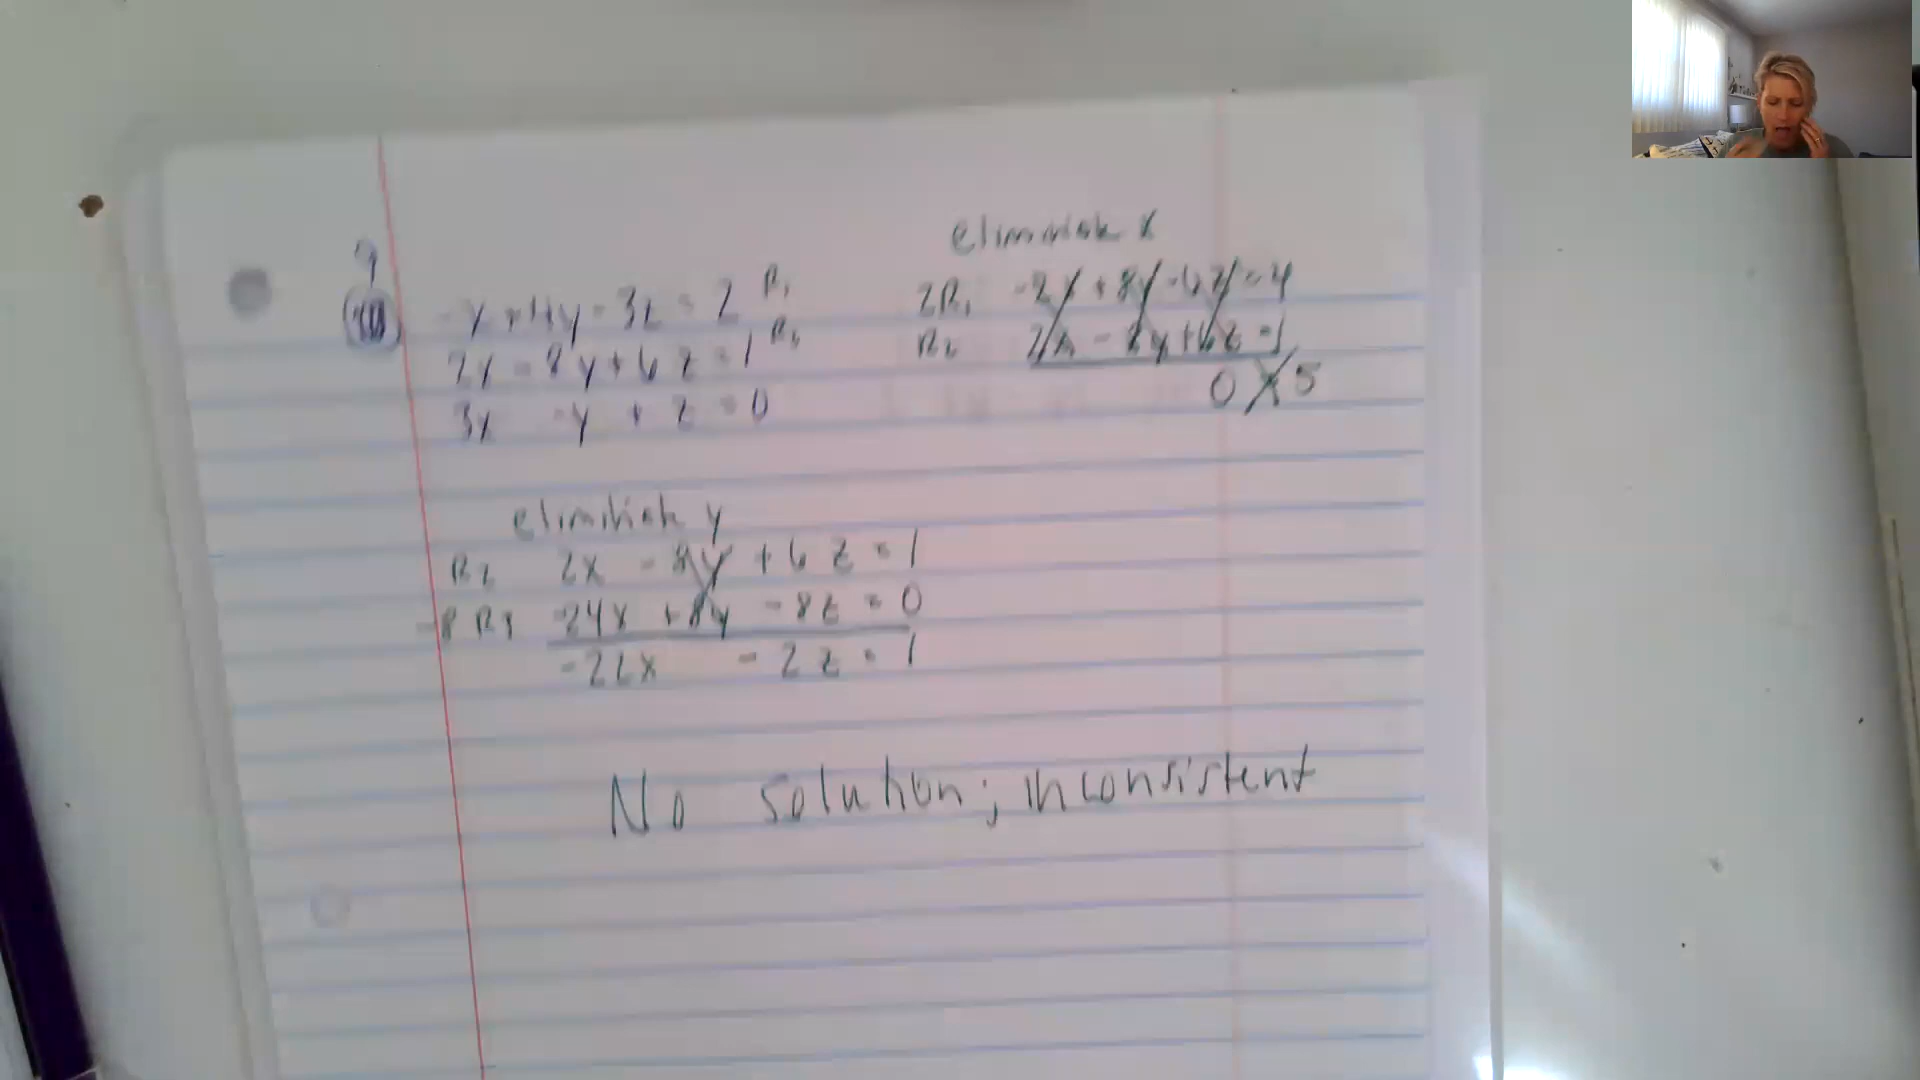 9
-x + 4y - 3z = 2 R1
2x - 8y + 6z = 1 R2
3x - y + z = 0
eliminate x
2R1 -2x + 8y - 6z = 4
R2 2x - 8y + 6z = 1
0 ≠ 5
eliminate y
R2 2x - 8y + 6z = 1
-8R3 -24x + 8y - 8z = 0
-22x - 2z = 1
No solution; inconsistent